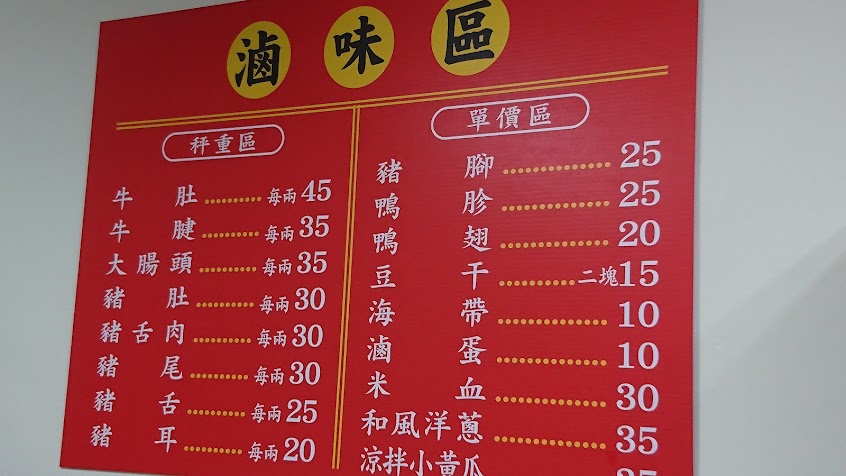 滷味區
秤重區
牛肚..........每兩45
牛腱..........每兩35
大腸頭..........每兩35
豬肚..........每兩30
豬舌肉..........每兩30
豬尾..........每兩30
豬舌..........每兩25
豬耳..........每兩20
單價區
豬腳..........25
鴨胗..........25
鴨翅..........20
豆干..........二塊15
海帶..........10
滷蛋..........10
米血..........30
和風洋蔥..........35
涼拌小黃瓜